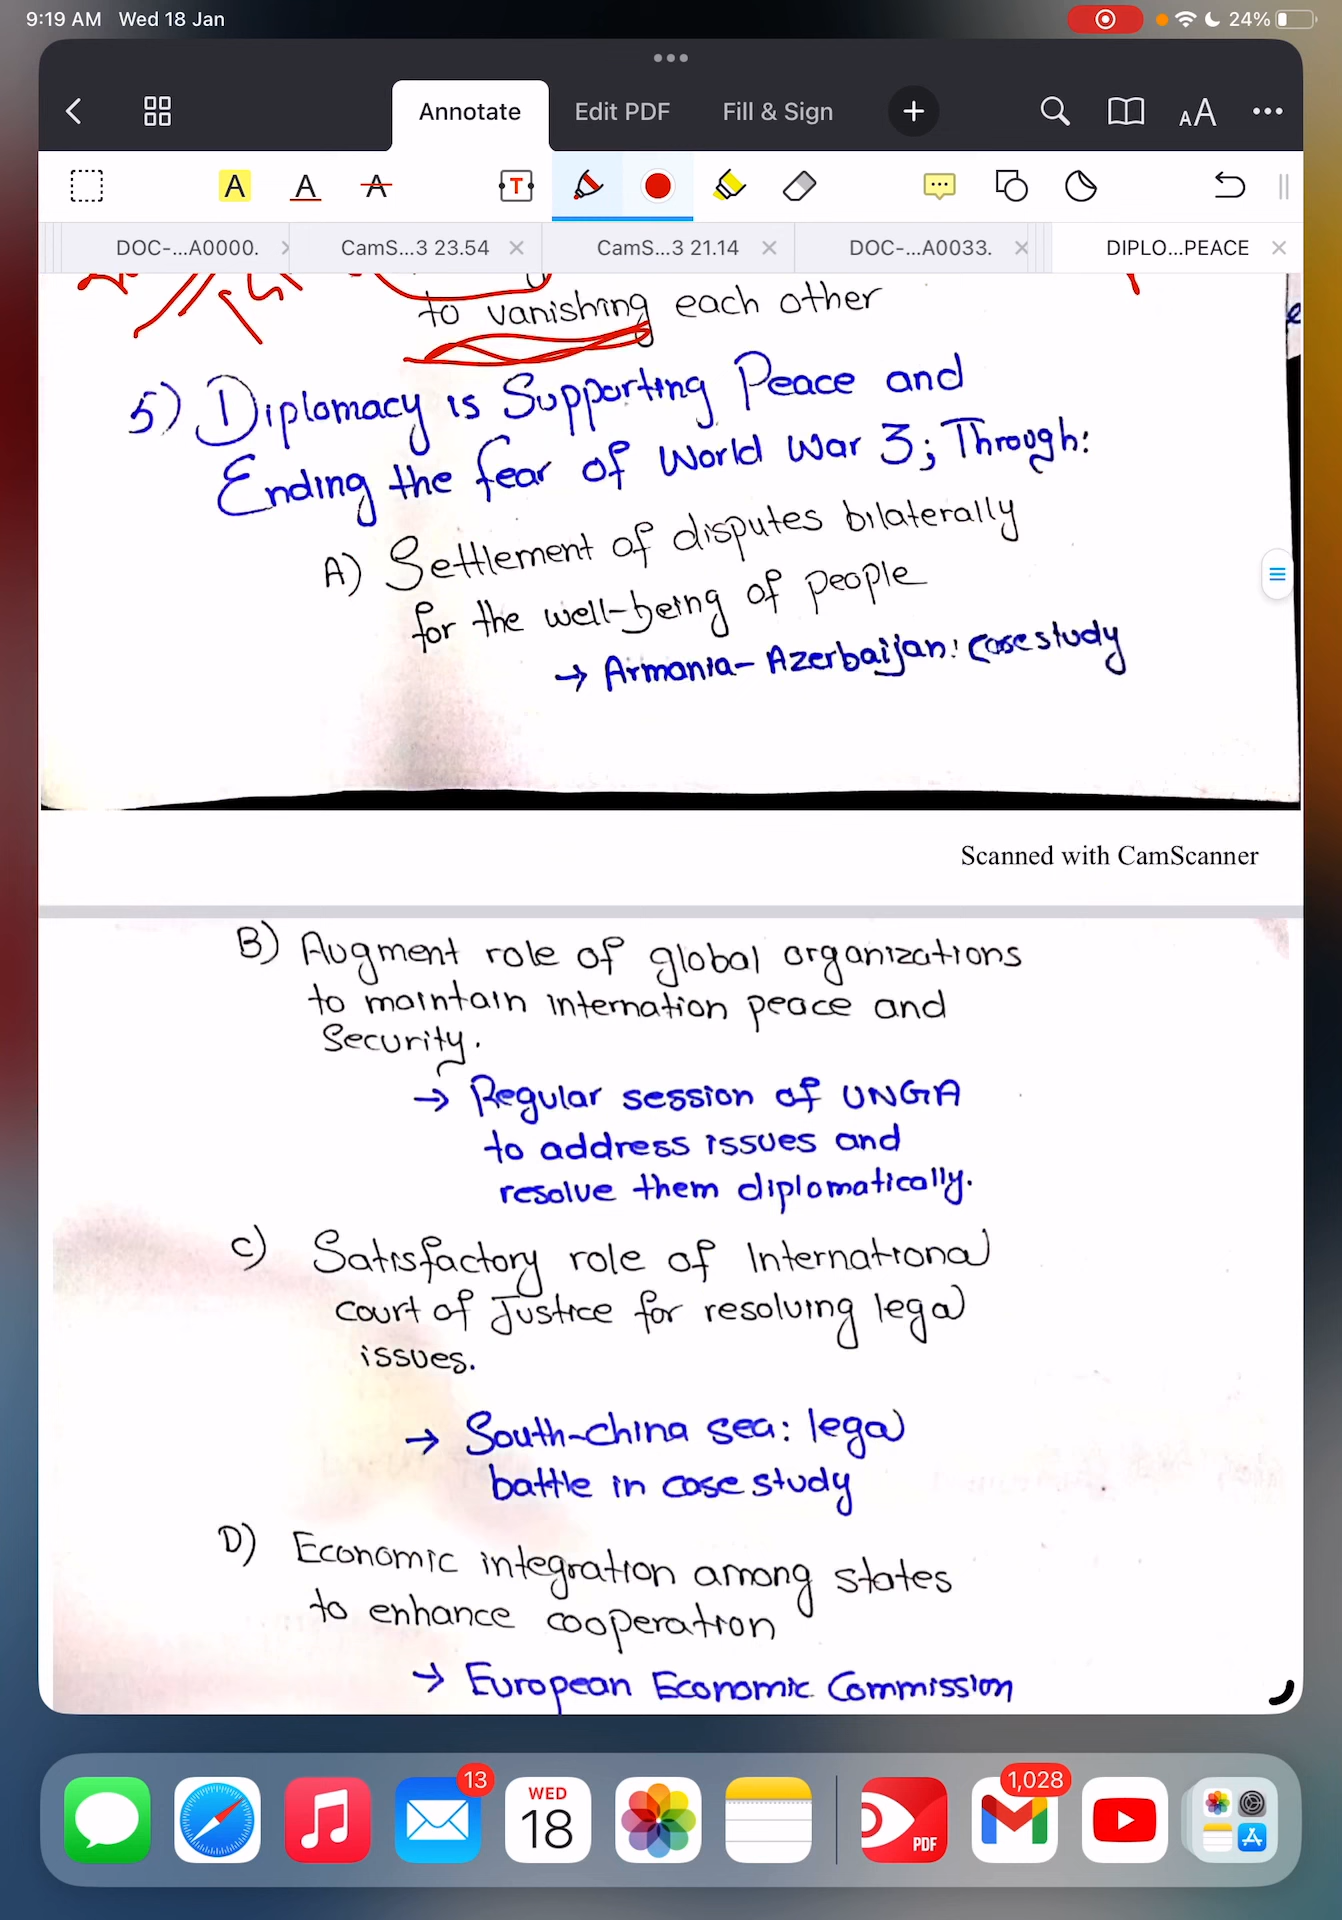 9:19 AM Wed 18 Jan
24%
Annotate
Edit PDF
Fill & Sign
A A A T
AA
DOC-...A0000.
CamS...3 23.54
CamS...3 21.14
DOC-...A0033.
DIPLO...PEACE
to vanishing each other
5) Diplomacy is Supporting Peace and
Ending the fear of World War 3; Through:
A) Settlement of disputes bilaterally
for the well-being of people
→ Armania- Azerbaijan: case study
Scanned with CamScanner
B) Augment role of global organizations
to maintain internation peace and
Security.
→ Regular session of UNGA
to address issues and
resolve them diplomatically.
C) Satisfactory role of International
court of Justice for resolving legal
issues.
→ South-china sea: legal
battle in case study
D) Economic integration among states
to enhance cooperation
→ European Economic Commission
13
WED
18
PDF
1,028